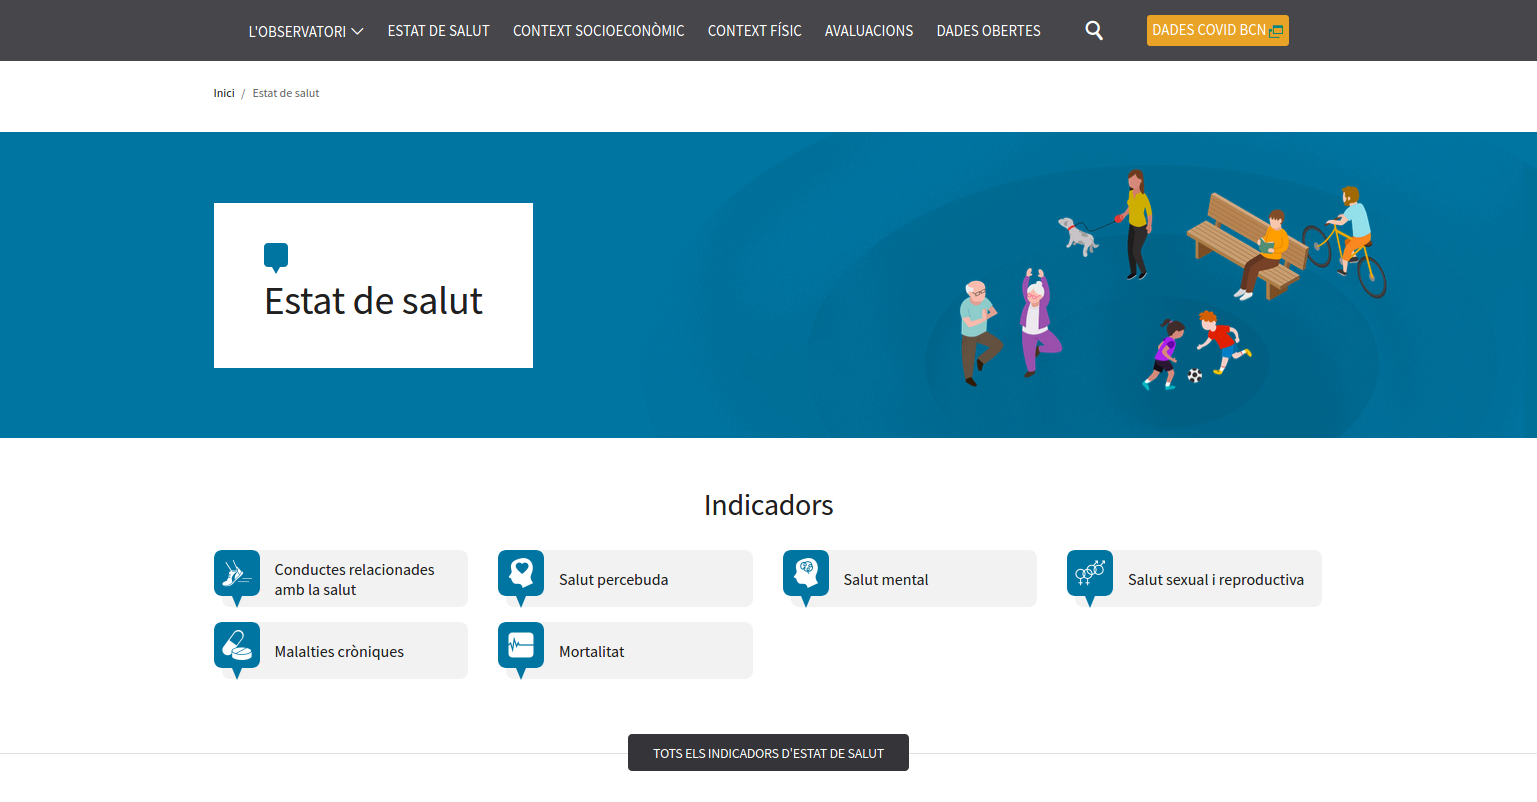 L'OBSERVATORI ESTAT DE SALUT CONTEXT SOCIOECONÒMIC CONTEXT FÍSIC AVALUACIONS DADES OBERTES DADES COVID BCN
Inici / Estat de salut
Estat de salut
Indicadors
Conductes relacionades
amb la salut
Salut percebuda
Salut mental
Salut sexual i reproductiva
Malalties cròniques
Mortalitat
TOTS ELS INDICADORS D'ESTAT DE SALUT